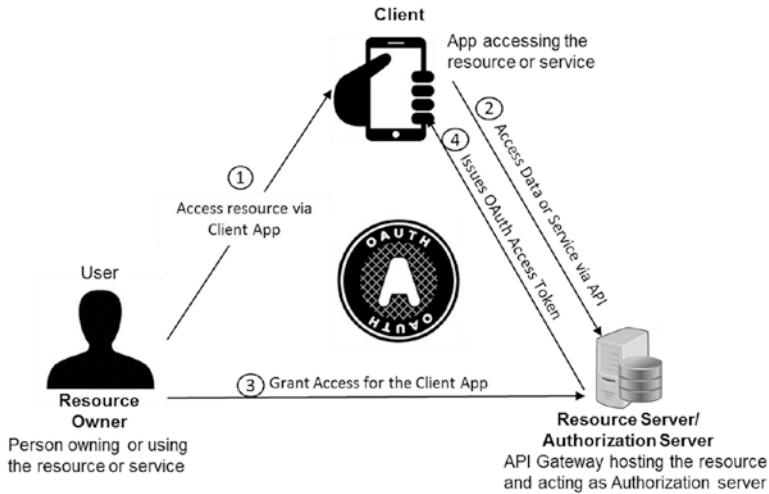 Client
App accessing the
resource or service
2
Access Data or Service via API
4
Issues OAuth Access Token
1
Access resource via
Client App
OAUTH
A
OAUTH
User
3 Grant Access for the Client App
Resource
Owner
Person owning or using
the resource or service
Resource Server/
Authorization Server
API Gateway hosting the resource
and acting as Authorization server